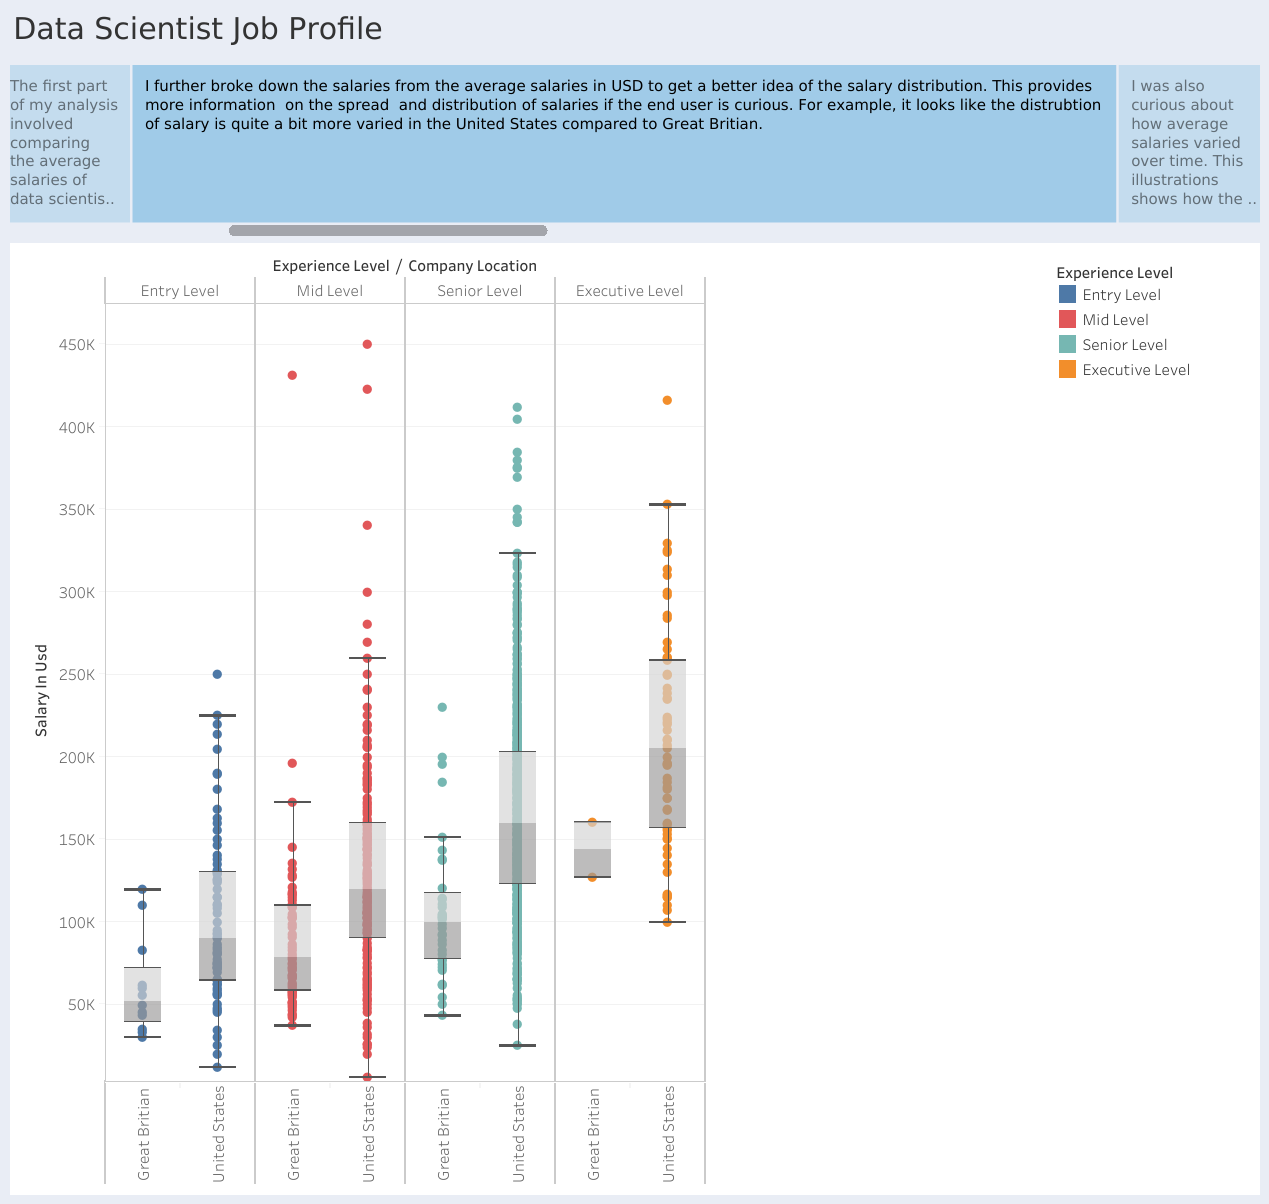 Data Scientist Job Profile
The first part
of my analysis
involved
comparing
the average
salaries of
data scientis..
I further broke down the salaries from the average salaries in USD to get a better idea of the salary distribution. This provides
more information  on the spread  and distribution of salaries if the end user is curious. For example, it looks like the distrubtion
of salary is quite a bit more varied in the United States compared to Great Britian.
I was also
curious about
how average
salaries varied
over time. This
illustrations
shows how the ..
Experience Level / Company Location
Entry Level Mid Level Senior Level Executive Level
450K
400K
350K
300K
250K
200K
150K
100K
50K
Salary In Usd
Great Britian United States Great Britian United States Great Britian United States Great Britian United States
Experience Level
Entry Level
Mid Level
Senior Level
Executive Level